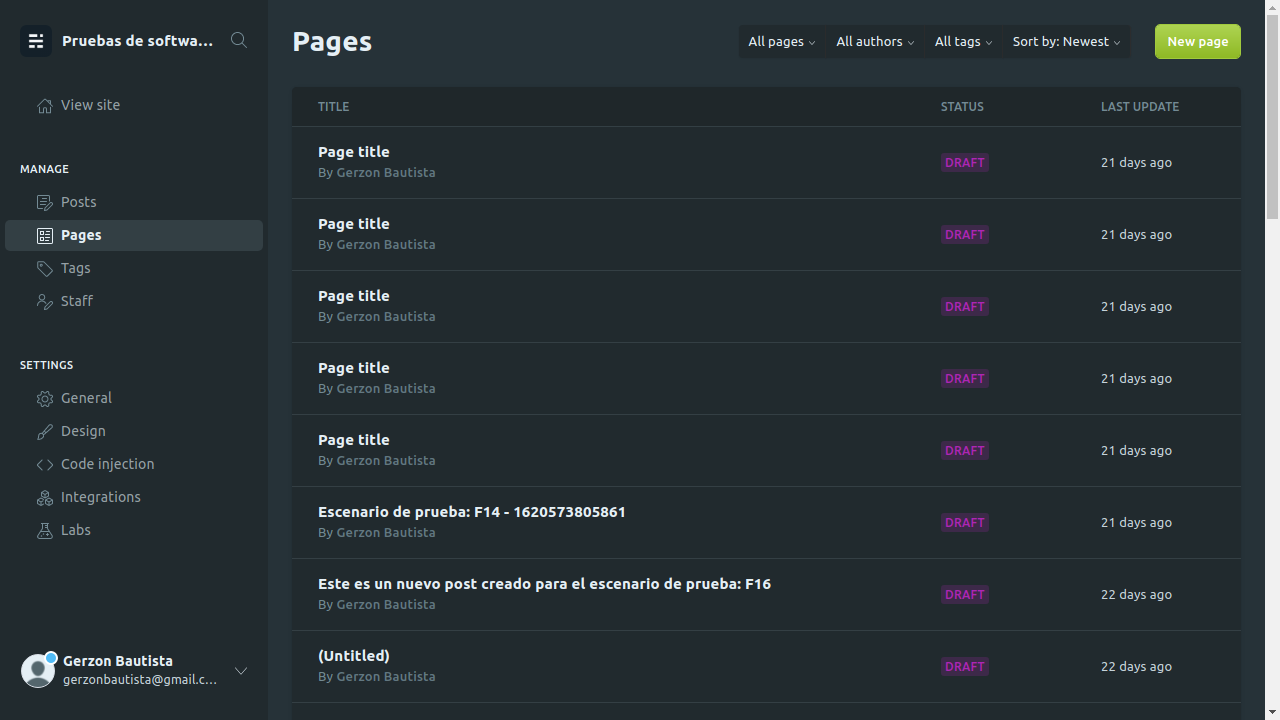 Pruebas de softwa...
View site
MANAGE
Posts
Pages
Tags
Staff
SETTINGS
General
Design
Code injection
Integrations
Labs
Gerzon Bautista
gerzonbautista@gmail.c...
Pages
All pages
All authors
All tags
Sort by: Newest
New page
TITLE STATUS LAST UPDATE
Page title
By Gerzon Bautista
DRAFT
21 days ago
Page title
By Gerzon Bautista
DRAFT
21 days ago
Page title
By Gerzon Bautista
DRAFT
21 days ago
Page title
By Gerzon Bautista
DRAFT
21 days ago
Page title
By Gerzon Bautista
DRAFT
21 days ago
Escenario de prueba: F14 - 1620573805861
By Gerzon Bautista
DRAFT
21 days ago
Este es un nuevo post creado para el escenario de prueba: F16
By Gerzon Bautista
DRAFT
22 days ago
(Untitled)
By Gerzon Bautista
DRAFT
22 days ago